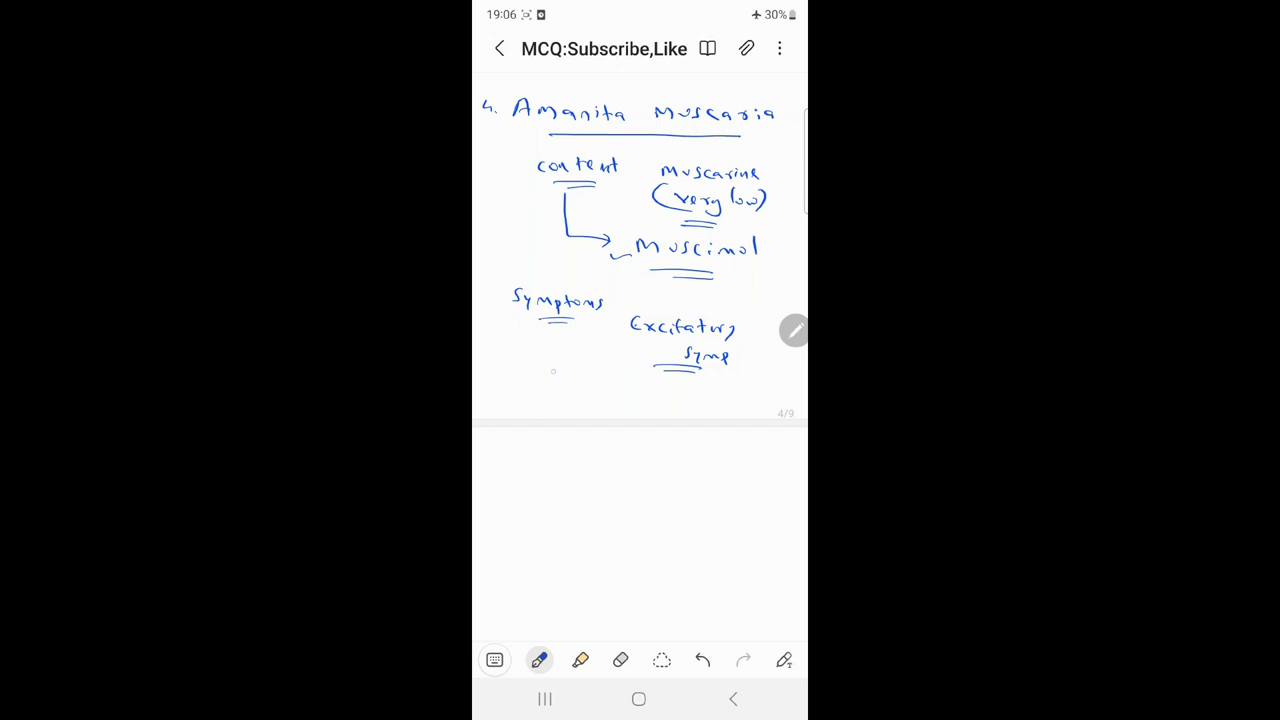 19:06 30%
MCQ:Subscribe,Like
4. Amanita Muscaria
content Muscarine
(very low)
Muscimol
Symptoms
Excitatory
symp
4/9